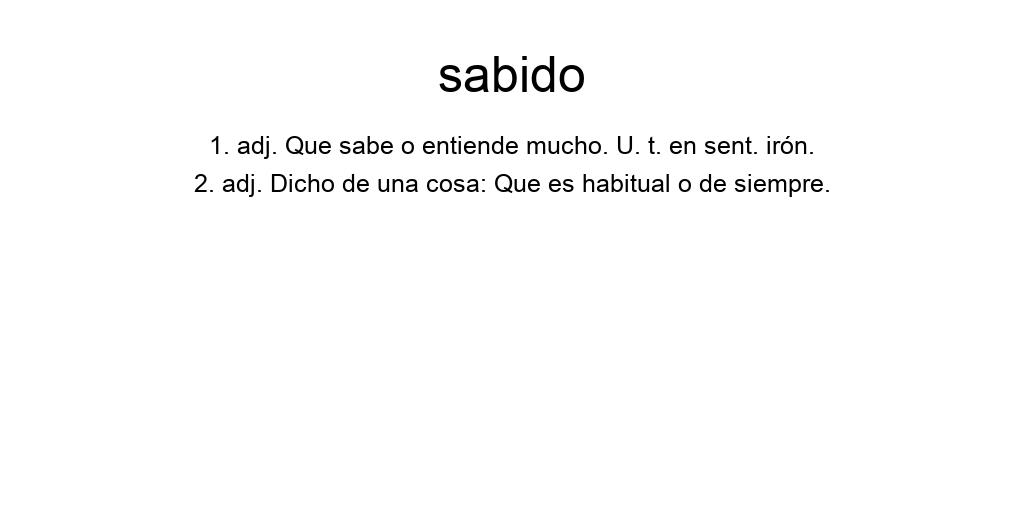 sabido
1. adj. Que sabe o entiende mucho. U. t. en sent. irón.
2. adj. Dicho de una cosa: Que es habitual o de siempre.